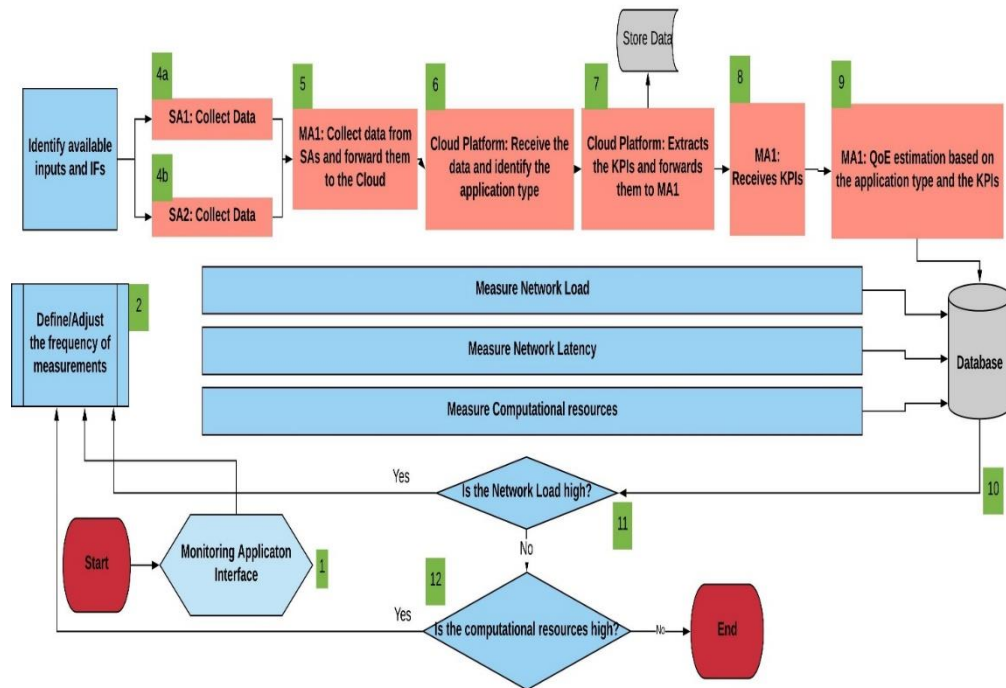 Store Data
4a
5
6
7
8
9
SA1: Collect Data
Identify available
inputs and IFs
MA1: Collect data from
SAs and forward them
to the Cloud
Cloud Platform: Receive the
data and identify the
application type
Cloud Platform: Extracts
the KPIs and forwards
them to MA1
MA1:
Receives KPIs
MA1: QoE estimation based on
the application type and the KPIs
4b
SA2: Collect Data
Measure Network Load
2
Define/Adjust
the frequency of
measurements
Measure Network Latency
Database
Measure Computational resources
Yes
Is the Network Load high?
10
11
No
Start
Monitoring Applicaton
Interface
1
12
Yes
Is the computational resources high?
No
End